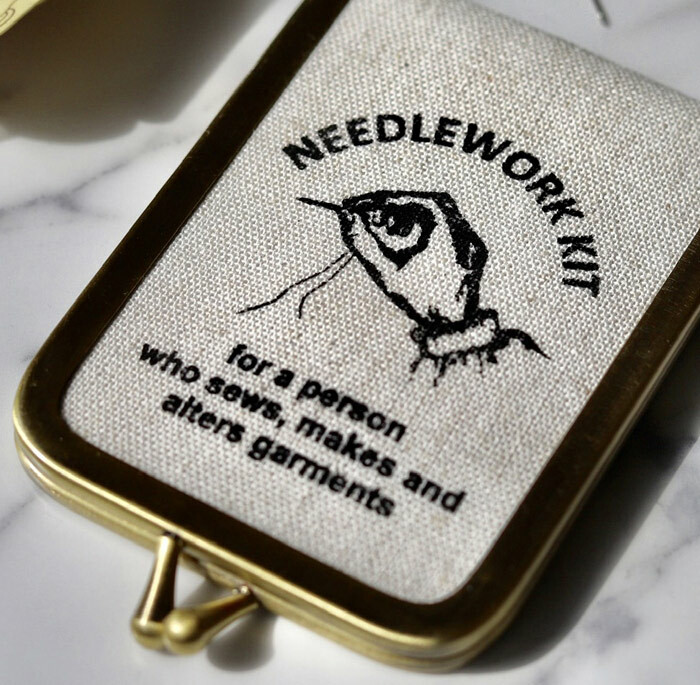 NEEDLEWORK KIT
for a person
who sews, makes and
alters garments